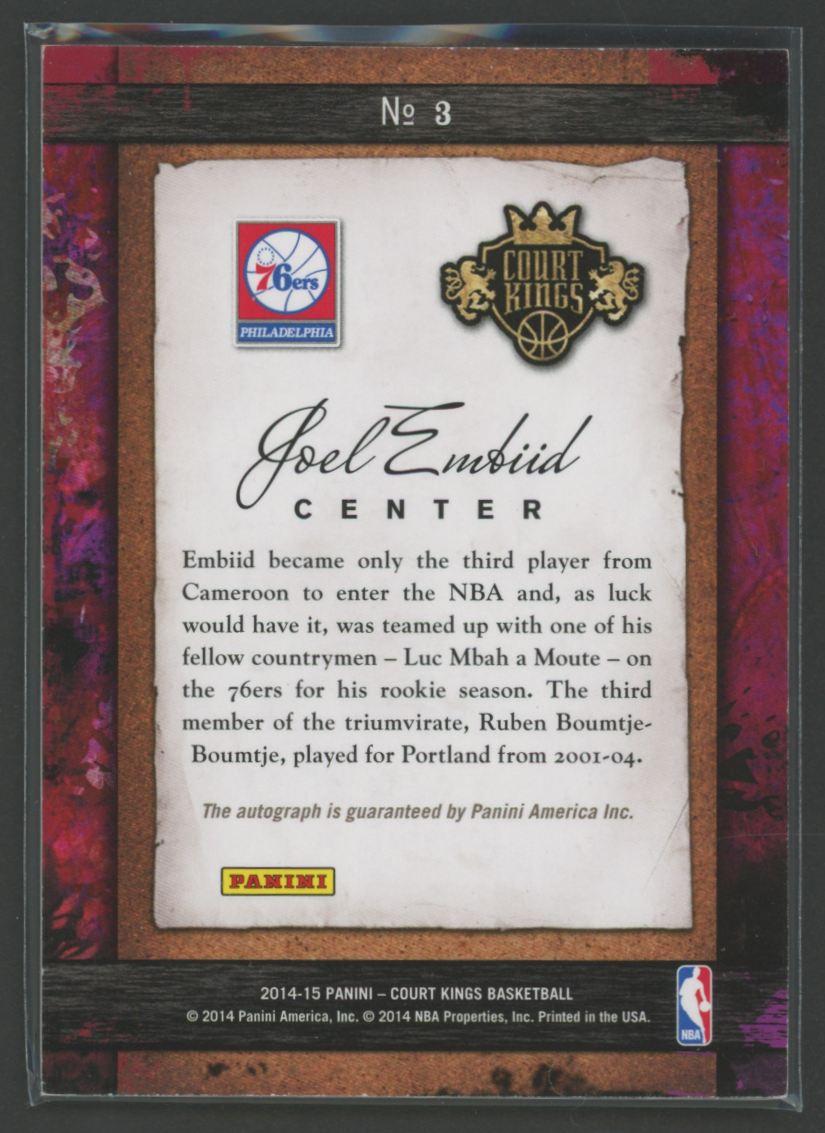 № 3
76ers
PHILADELPHIA
COURT
KINGS
Joel Embiid
CENTER
Embiid became only the third player from
Cameroon to enter the NBA and, as luck
would have it, was teamed up with one of his
fellow countrymen – Luc Mbah a Moute – on
the 76ers for his rookie season. The third
member of the triumvirate, Ruben Boumtje-
Boumtje, played for Portland from 2001-04.
The autograph is guaranteed by Panini America Inc.
PANINI
2014-15 PANINI – COURT KINGS BASKETBALL
© 2014 Panini America, Inc. © 2014 NBA Properties, Inc. Printed in the USA.
NBA